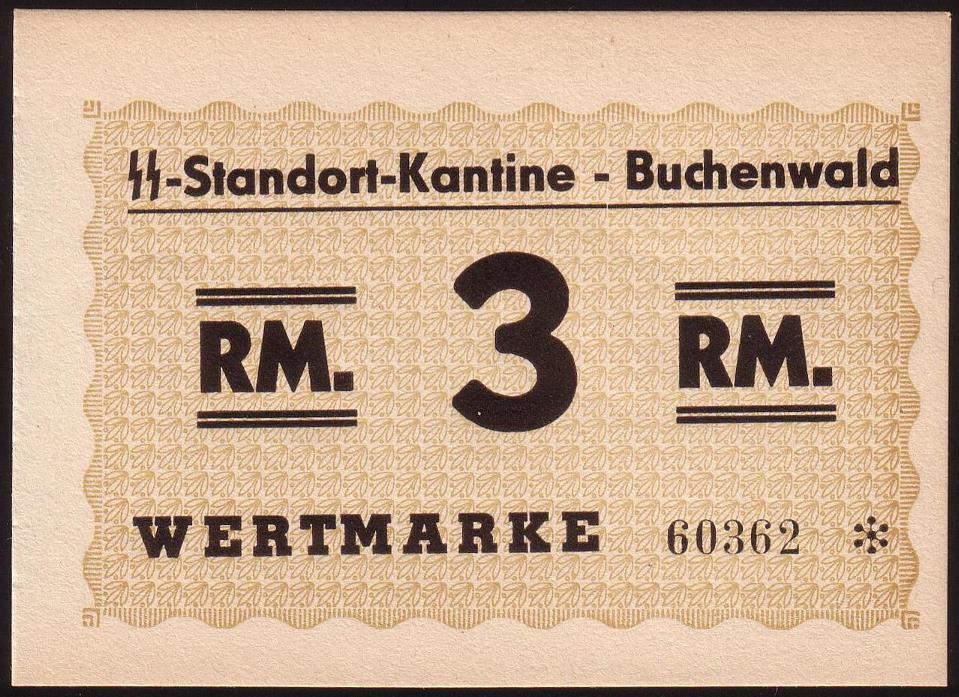 ᛋᛋ-Standort-Kantine - Buchenwald
RM. 3 RM.
WERTMARKE 60362 *